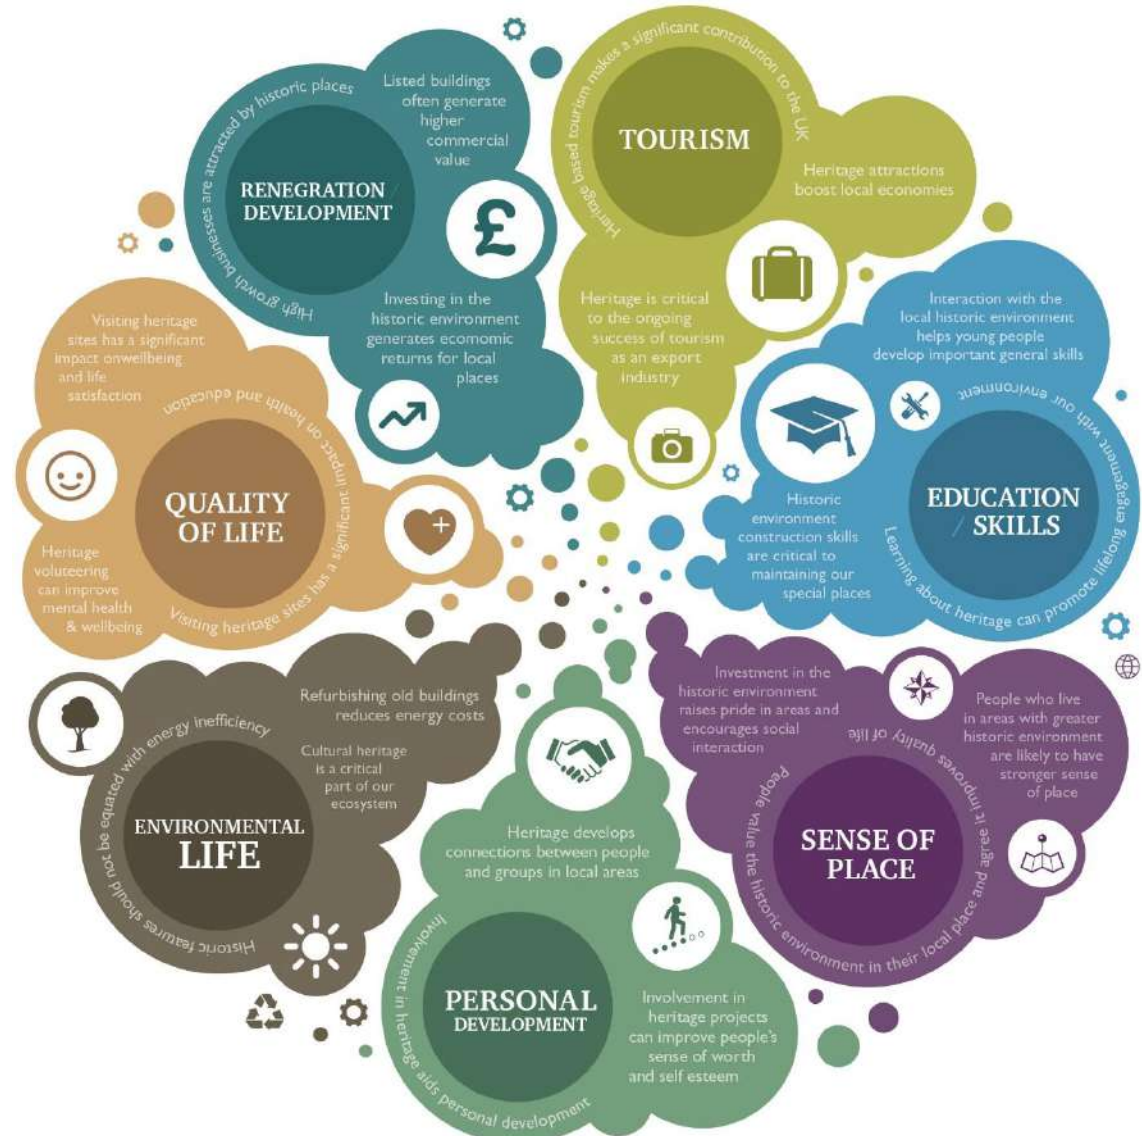 Heritage based tourism makes a significant contribution to the UK
TOURISM
Heritage attractions
boost local economies
Heritage is critical
to the ongoing
success of tourism
as an export
industry
Interaction with the
local historic environment
helps young people
develop important general skills
Learning about heritage can promote lifelong engagement with our environment
EDUCATION
/ SKILLS
Historic
environment
construction skills
are critical to
maintaining our
special places
Investment in the
historic environment
raises pride in areas and
encourages social
interaction
People who live
in areas with greater
historic environment
are likely to have
stronger sense
of place
People value the historic environment in their local place and agree it improves quality of life
SENSE OF
PLACE
Heritage develops
connections between people
and groups in local areas
Involvement in heritage aids personal development
PERSONAL
DEVELOPMENT
Involvement in
heritage projects
can improve people's
sense of worth
and self esteem
Refurbishing old buildings
reduces energy costs
Cultural heritage
is a critical
part of our
ecosystem
Historic features should not be equated with energy inefficiency
ENVIRONMENTAL
LIFE
Visiting heritage
sites has a significant
impact onwellbeing
and life
satisfaction
Visiting heritage sites has a significant impact on health and education
QUALITY
OF LIFE
Heritage
voluteering
can improve
mental health
& wellbeing
High growth businesses are attracted by historic places
RENEGRATION /
DEVELOPMENT
Listed buildings
often generate
higher
commercial
value
£
Investing in the
historic environment
generates economic
returns for local
places